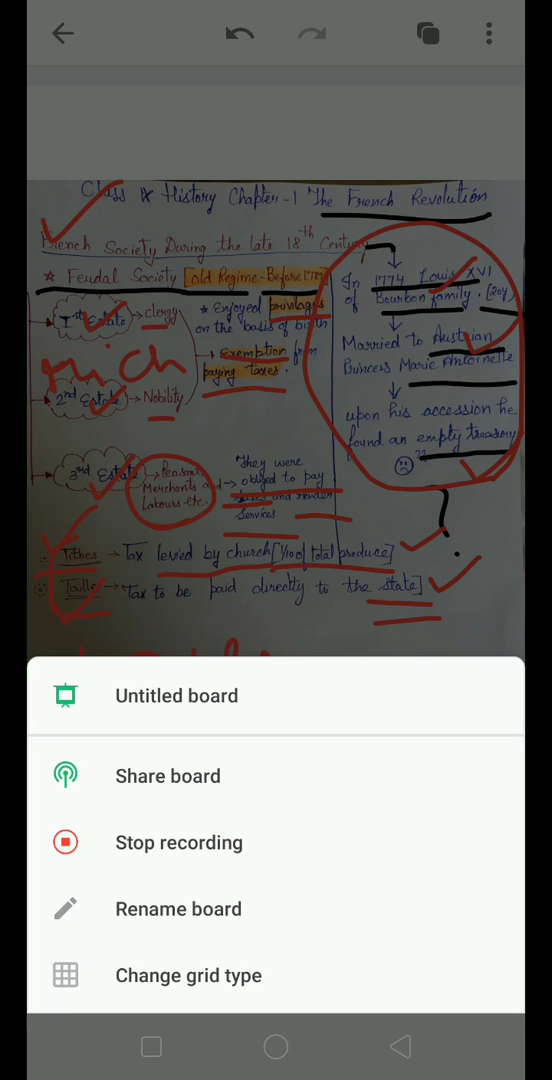 Class IX History Chapter-1 The French Revolution
French Society During the late 18th Century
* Feudal Society [old Regime-Before 1789]
1st Estate → clergy
rich
2nd Estate → Nobility
* Enjoyed privilages
on the basis of birth
→ exemption from
paying taxes.
3rd Estate → Peasant,
Merchants and
Labours etc.
→ They were
obliged to pay
taxes and render
services
In 1774 Louis XVI
of Bourbon family. [20y]
Married to Austrian
Princess Marie Antoinette
upon his accession he
found an empty treasury
??
?
Tithes → Tax levied by church [1/10 of total produce]
Taille → Tax to be paid directly to the state]
Untitled board
Share board
Stop recording
Rename board
Change grid type